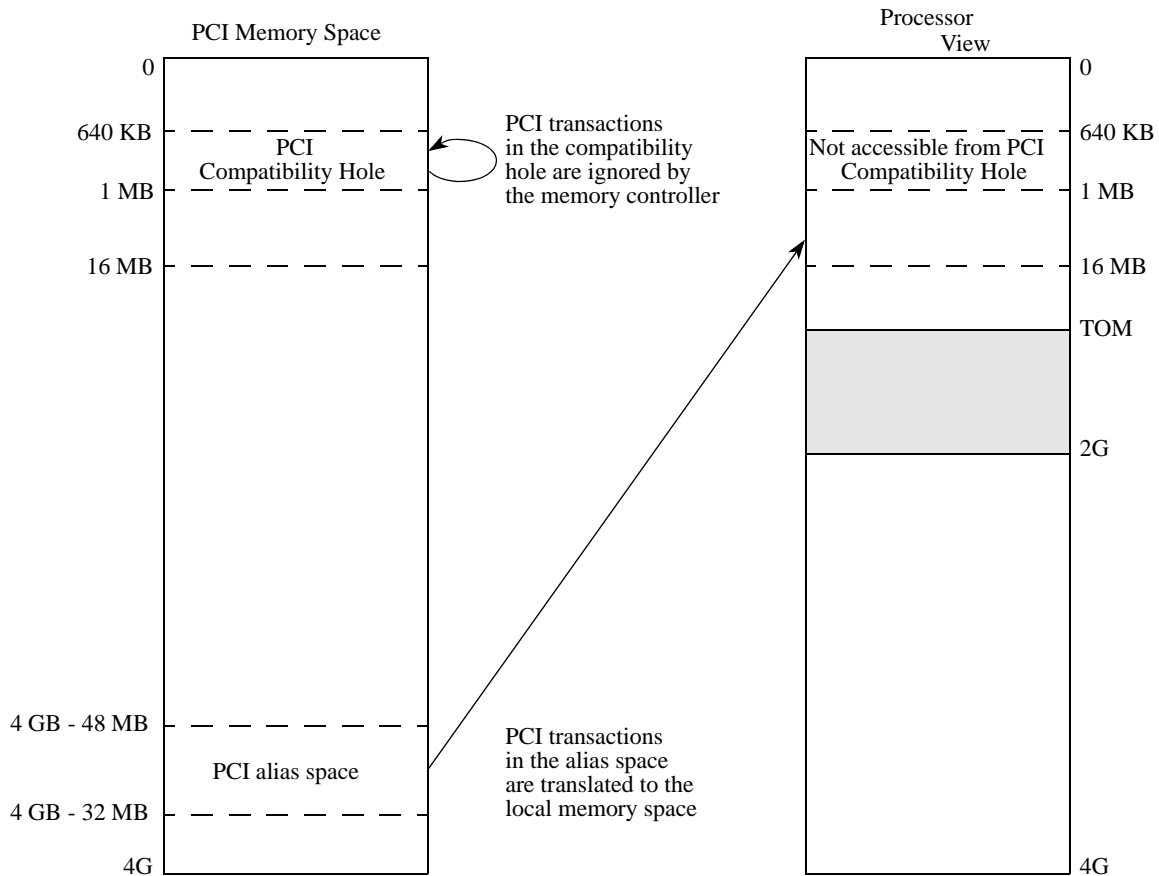 PCI Memory Space
0
640 KB
PCI
Compatibility Hole
1 MB
16 MB
4 GB - 48 MB
PCI alias space
4 GB - 32 MB
4G
PCI transactions
in the compatibility
hole are ignored by
the memory controller
PCI transactions
in the alias space
are translated to the
local memory space
Processor
View
0
640 KB
Not accessible from PCI
Compatibility Hole
1 MB
16 MB
TOM
2G
4G